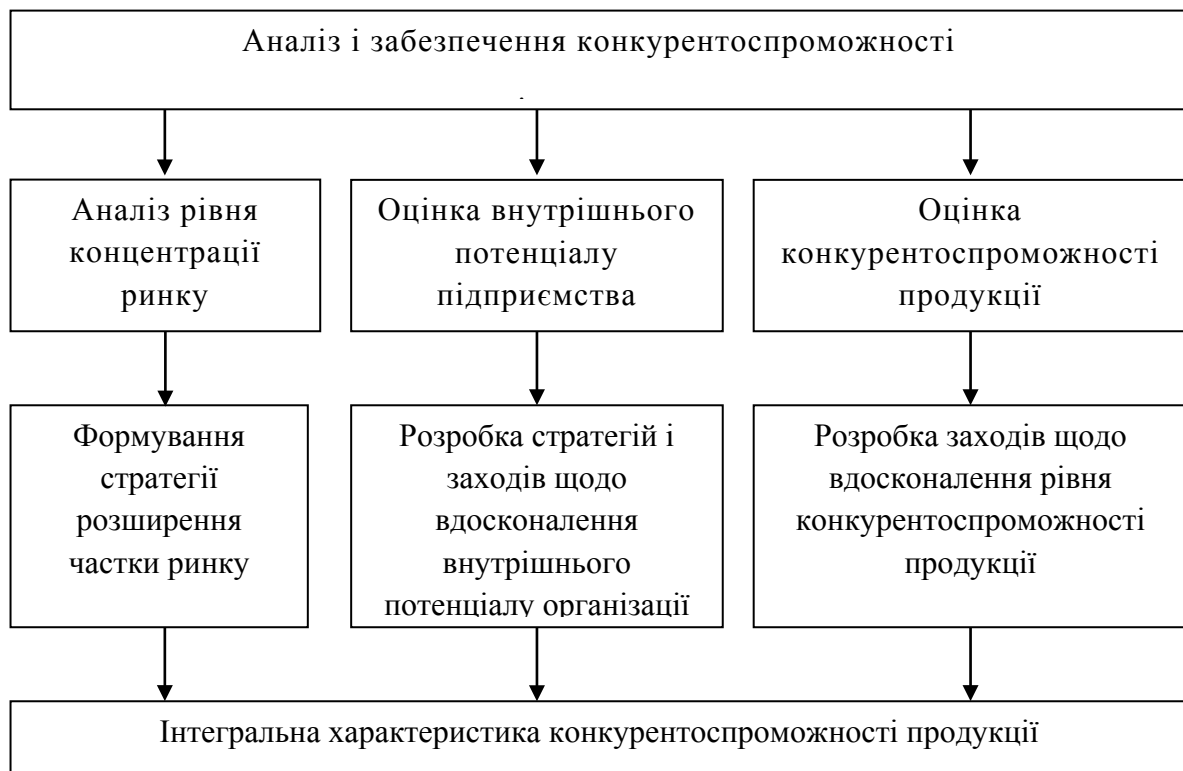 Аналіз і забезпечення конкурентоспроможності
Аналіз рівня
концентрації
ринку
Оцінка внутрішнього
потенціалу
підприємства
Оцінка
конкурентоспроможності
продукції
Формування
стратегії
розширення
частки ринку
Розробка стратегій і
заходів щодо
вдосконалення
внутрішнього
потенціалу організації
Розробка заходів щодо
вдосконалення рівня
конкурентоспроможності
продукції
Інтегральна характеристика конкурентоспроможності продукції